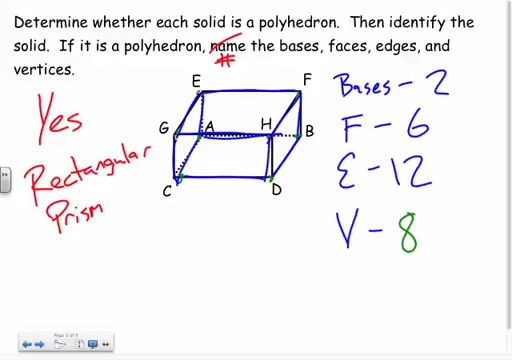 Determine whether each solid is a polyhedron. Then identify the
solid. If it is a polyhedron, name the bases, faces, edges, and
#
vertices.
Yes
Rectangular
Prism
E
F
G
A
H
B
C
D
Bases - 2
F - 6
E - 12
V - 8